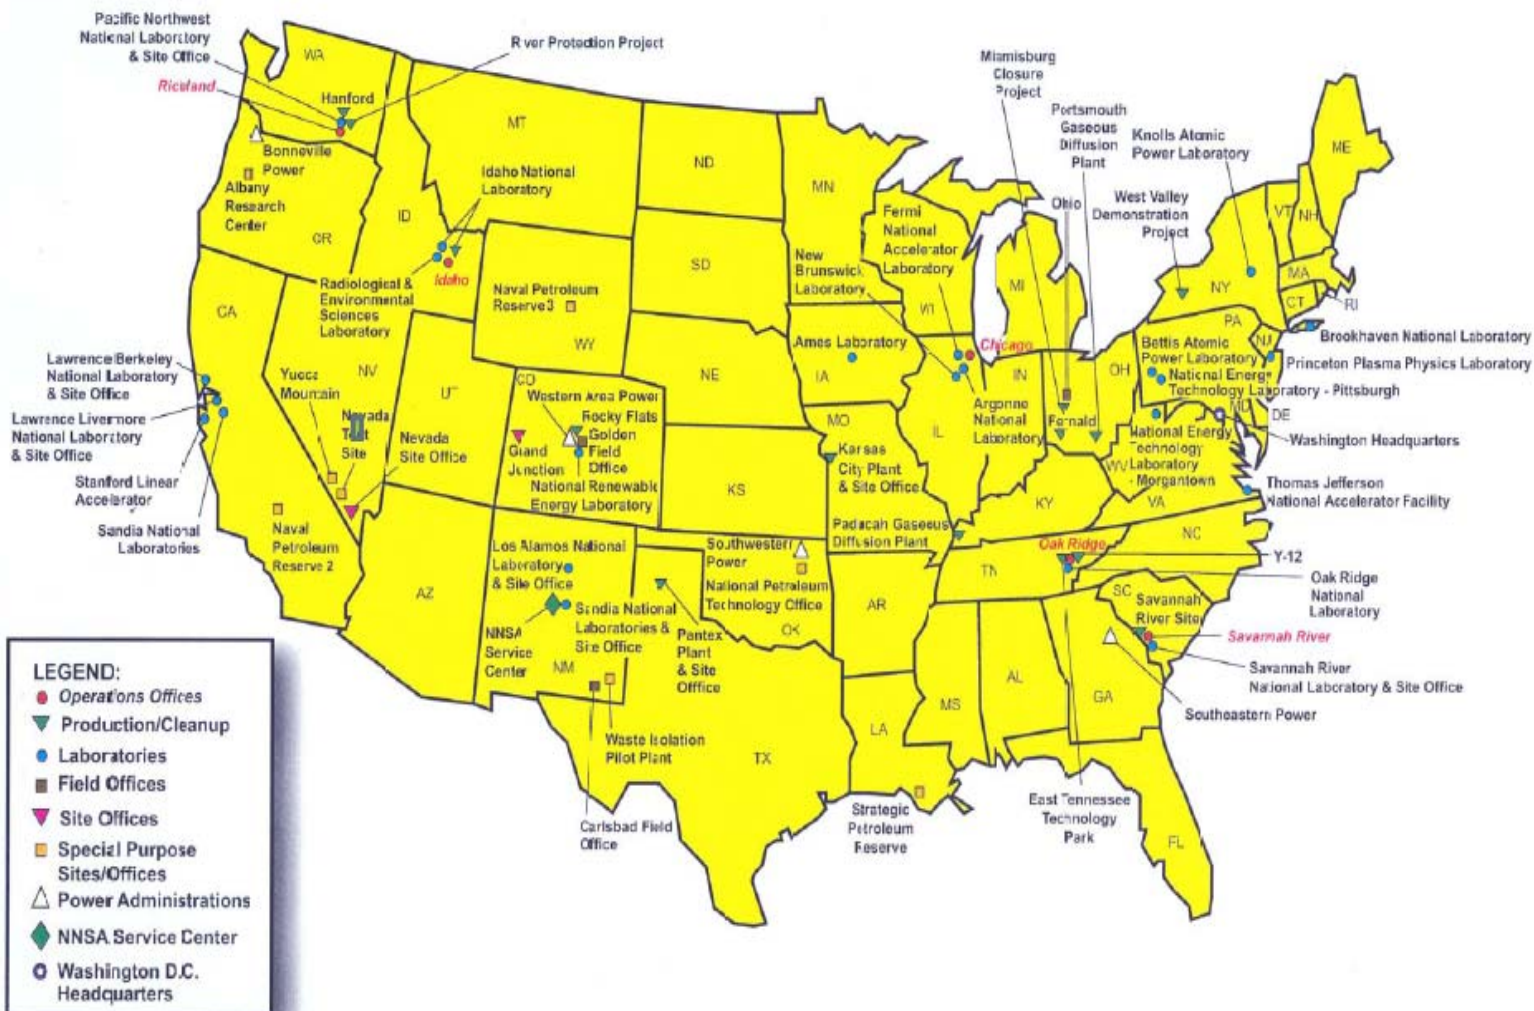 Pacific Northwest
National Laboratory
& Site Office
Richland
WA
Hanford
River Protection Project
Bonneville
Power
Albany
Research
Center
OR
ID
MT
Idaho National
Laboratory
Idaho
Radiological &
Environmental
Sciences
Laboratory
ND
SD
MN
Naval Petroleum
Reserve 3
WY
NE
CA
NV
UT
Lawrence Berkeley
National Laboratory
& Site Office
Lawrence Livermore
National Laboratory
& Site Office
Stanford Linear
Accelerator
Sandia National
Laboratories
Yucca
Mountain
Nevada
Test
Site
Nevada
Site Office
Naval
Petroleum
Reserve 2
CO
Western Area Power
Rocky Flats
Golden
Field
Office
Grand
Junction
National Renewable
Energy Laboratory
KS
AZ
Los Alamos National
Laboratory
& Site Office
Sandia National
Laboratories &
Site Office
NNSA
Service
Center
NM
Waste Isolation
Pilot Plant
Carlsbad Field
Office
Pantex
Plant
& Site
Offfice
TX
Southwestern
Power
National Petroleum
Technology Office
OK
New
Brunswick
Laboratory
Fermi
National
Accelerator
Laboratory
WI
MI
Ames Laboratory
IA
Chicago
Argonne
National
Laboratory
IL
IN
MO
Kansas
City Plant
& Site Office
Padacah Gaseous
Diffusion Plant
AR
LA
Strategic
Petroleum
Reserve
MS
AL
TN
KY
Miamisburg
Closure
Project
Portsmouth
Gaseous
Diffusion
Plant
Ohio
OH
Fernald
Knolls Atomic
Power Laboratory
West Valley
Demonstration
Project
NY
VT
NH
ME
MA
CT
RI
PA
NJ
Bettis Atomic
Power Laboratory
National Energy
Technology Laboratory - Pittsburgh
Brookhaven National Laboratory
Princeton Plasma Physics Laboratory
MD
DE
Washington Headquarters
National Energy
Technology
Laboratory
- Morgantown
WV
VA
Thomas Jefferson
National Accelerator Facility
NC
Oak Ridge
Y-12
Oak Ridge
National
Laboratory
East Tennessee
Technology
Park
SC
Savannah
River Site
Savannah River
Savannah River
National Laboratory & Site Office
Southeastern Power
GA
FL
LEGEND:
Operations Offices
Production/Cleanup
Laboratories
Field Offices
Site Offices
Special Purpose
Sites/Offices
Power Administrations
NNSA Service Center
Washington D.C.
Headquarters